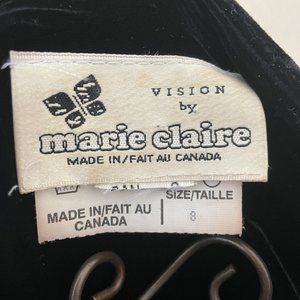 VISION
by
marie claire
MADE IN/FAIT AU CANADA
SIZE/TAILLE
MADE IN/FAIT AU
CANADA
8